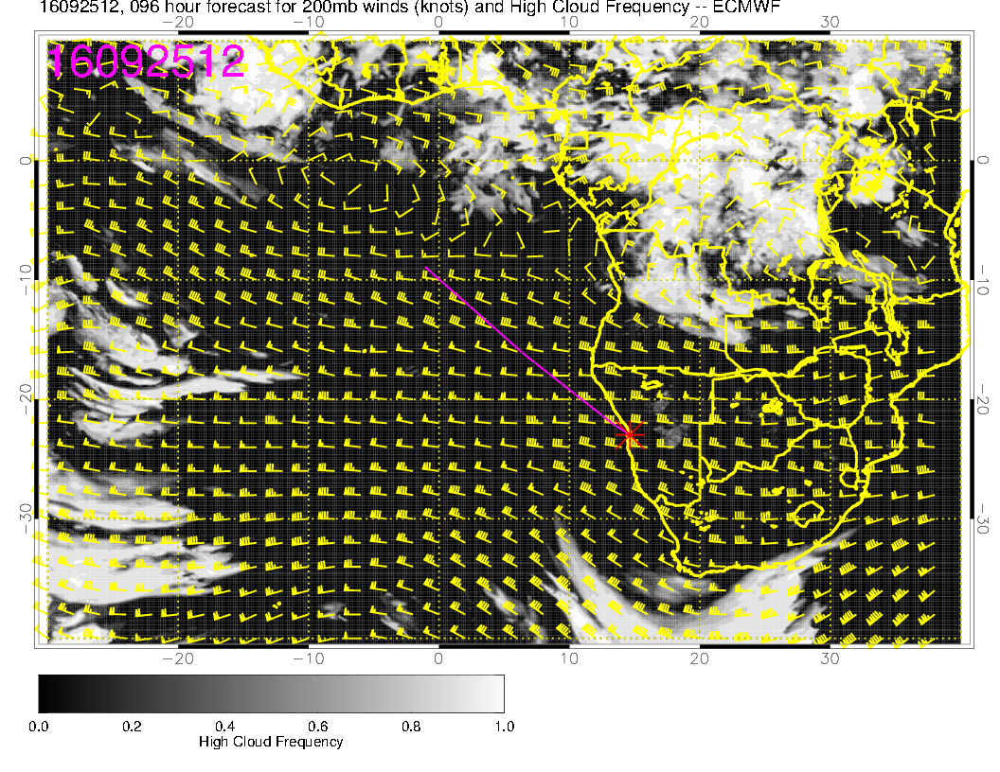 16092512, 096 hour forecast for 200mb winds (knots) and High Cloud Frequency -- ECMWF
−20 −10 0 10 20 30
16092512
0 0
−10 −10
−20 −20
−30 −30
−20 −10 0 10 20 30
0.0 0.2 0.4 0.6 0.8 1.0
High Cloud Frequency